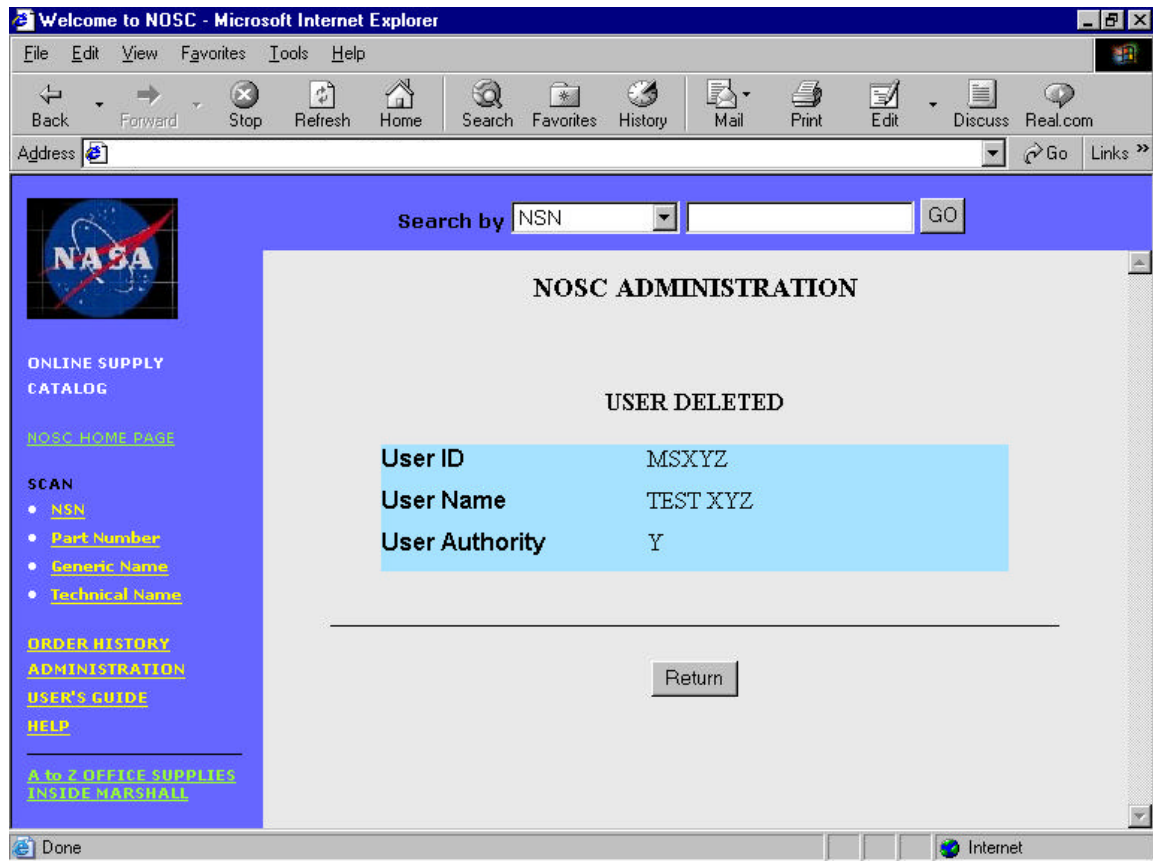 Welcome to NOSC - Microsoft Internet Explorer
File Edit View Favorites Tools Help
Back Forward Stop Refresh Home Search Favorites History Mail Print Edit Discuss Real.com
Address Go Links »
NASA
Search by NSN GO
NOSC ADMINISTRATION
ONLINE SUPPLY
CATALOG
NOSC HOME PAGE
SCAN
NSN
Part Number
Generic Name
Technical Name
ORDER HISTORY
ADMINISTRATION
USER'S GUIDE
HELP
A to Z OFFICE SUPPLIES
INSIDE MARSHALL
USER DELETED
User ID MSXYZ
User Name TEST XYZ
User Authority Y
Return
Done Internet